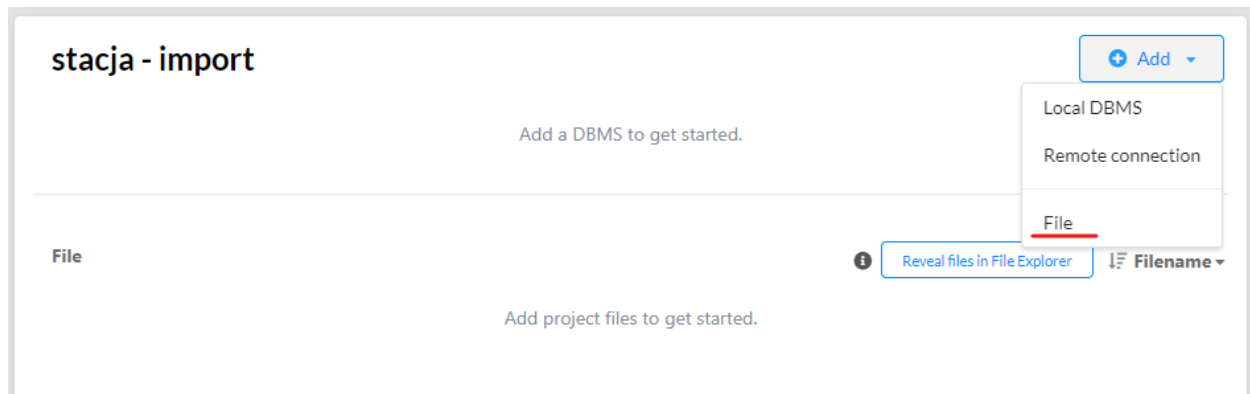 stacja - import
Add
Local DBMS
Add a DBMS to get started.
Remote connection
File
File
Reveal files in File Explorer
Filename
Add project files to get started.